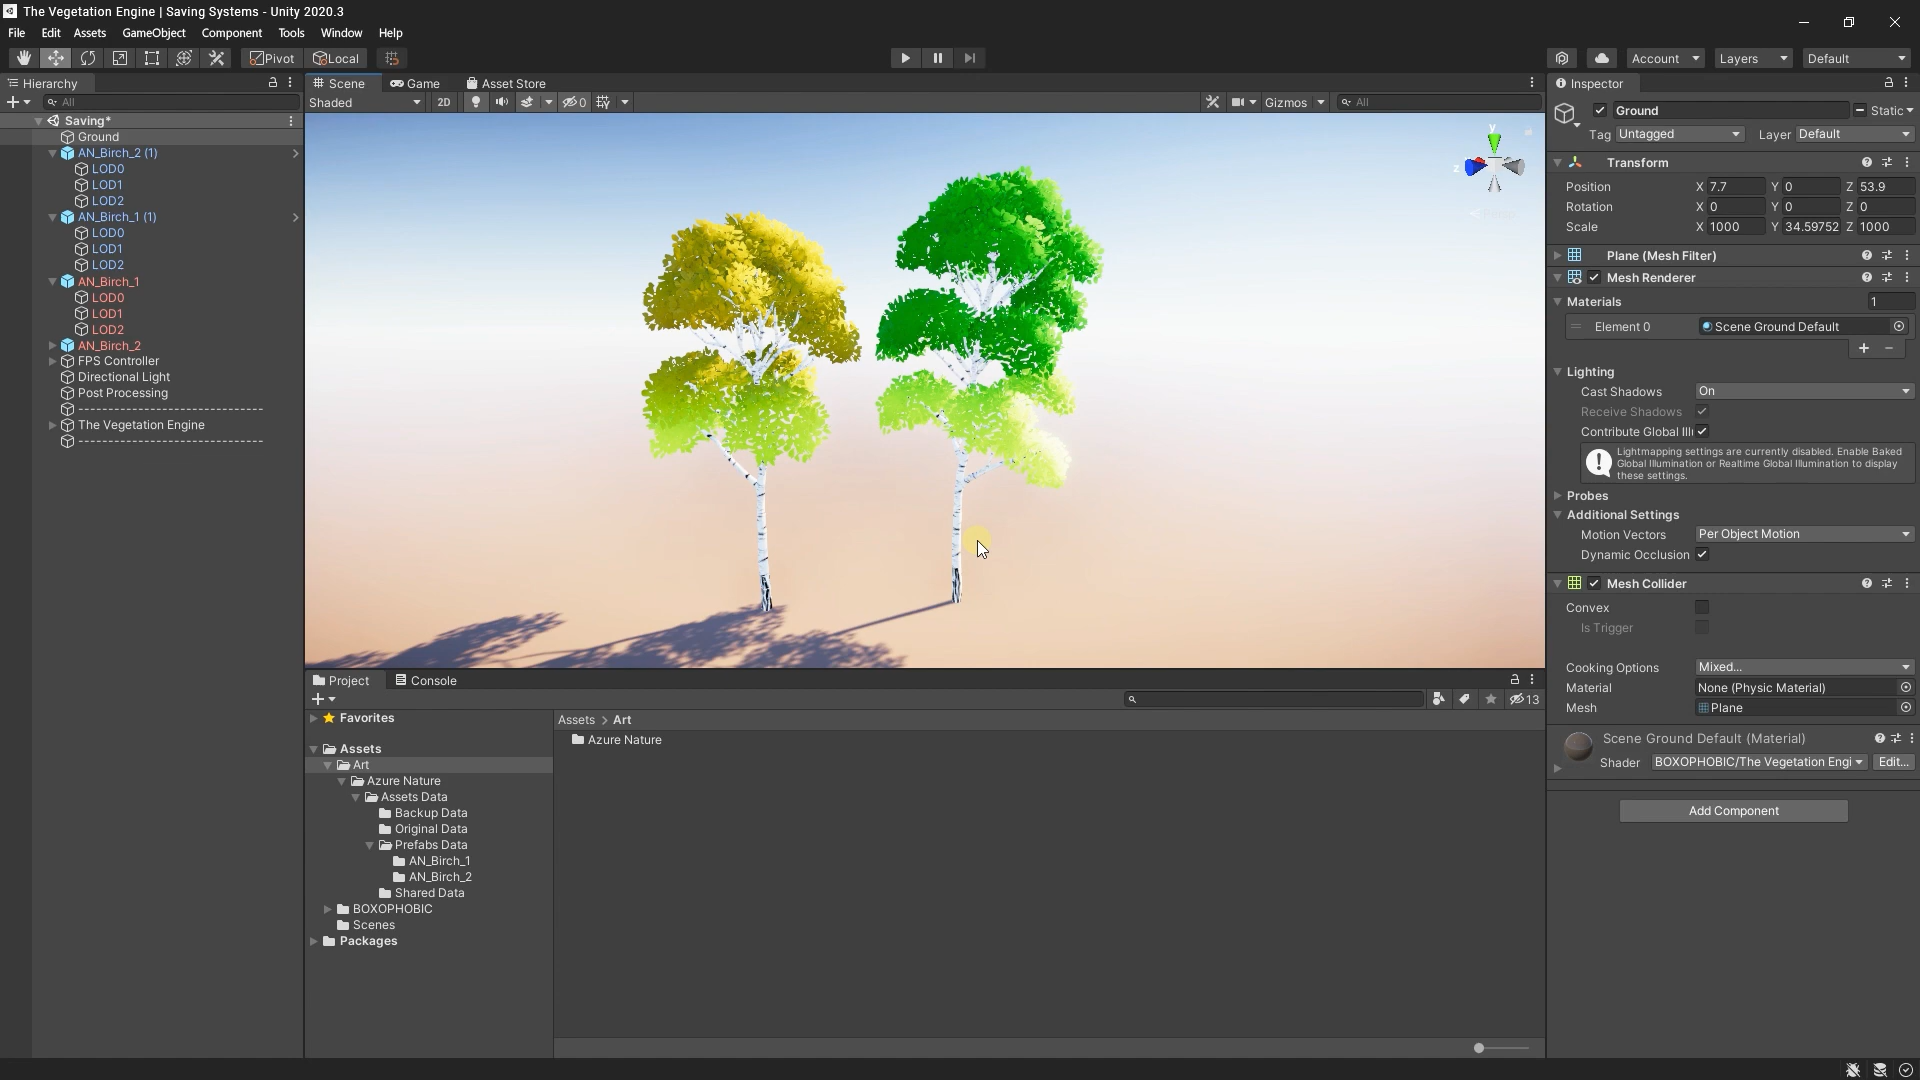 The Vegetation Engine | Saving Systems - Unity 2020.3
File Edit Assets GameObject Component Tools Window Help
Pivot Local Account Layers Default
Hierarchy
All
Saving*
Ground
AN_Birch_2 (1)
LOD0
LOD1
LOD2
AN_Birch_1 (1)
LOD0
LOD1
LOD2
AN_Birch_1
LOD0
LOD1
LOD2
AN_Birch_2
FPS Controller
Directional Light
Post Processing
------------------------------
The Vegetation Engine
------------------------------
Scene Game Asset Store
Shaded 2D 0 Gizmos All
y
z
Project Console
13
Favorites
Assets
Art
Azure Nature
Assets Data
Backup Data
Original Data
Prefabs Data
AN_Birch_1
AN_Birch_2
Shared Data
BOXOPHOBIC
Scenes
Packages
Assets > Art
Azure Nature
Inspector
Ground Static
Tag Untagged Layer Default
Transform
Position X 7.7 Y 0 Z 53.9
Rotation X 0 Y 0 Z 0
Scale X 1000 Y 34.59752 Z 1000
Plane (Mesh Filter)
Mesh Renderer
Materials 1
Element 0 Scene Ground Default
+ -
Lighting
Cast Shadows On
Receive Shadows
Contribute Global Illu
Lightmapping settings are currently disabled. Enable Baked
Global Illumination or Realtime Global Illumination to display
these settings.
Probes
Additional Settings
Motion Vectors Per Object Motion
Dynamic Occlusion
Mesh Collider
Convex
Is Trigger
Cooking Options Mixed...
Material None (Physic Material)
Mesh Plane
Scene Ground Default (Material)
Shader BOXOPHOBIC/The Vegetation Engi Edit...
Add Component